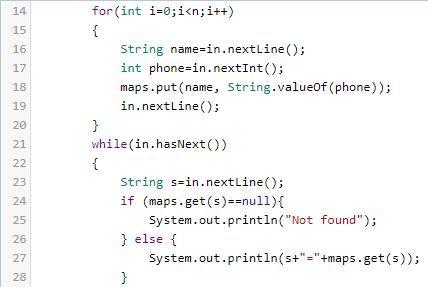 14 for(int i=0;i<n;i++)
15 {
16 String name=in.nextLine();
17 int phone=in.nextInt();
18 maps.put(name, String.valueOf(phone));
19 in.nextLine();
20 }
21 while(in.hasNext())
22 {
23 String s=in.nextLine();
24 if (maps.get(s)==null){
25 System.out.println("Not found");
26 } else {
27 System.out.println(s+"="+maps.get(s));
28 }